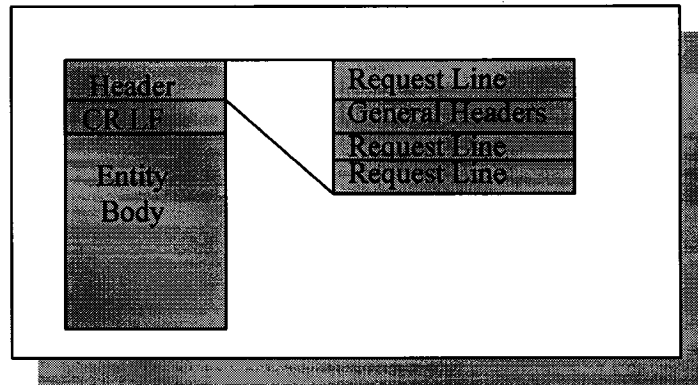 Header
CR LF
Entity
Body
Request Line
General Headers
Request Line
Request Line